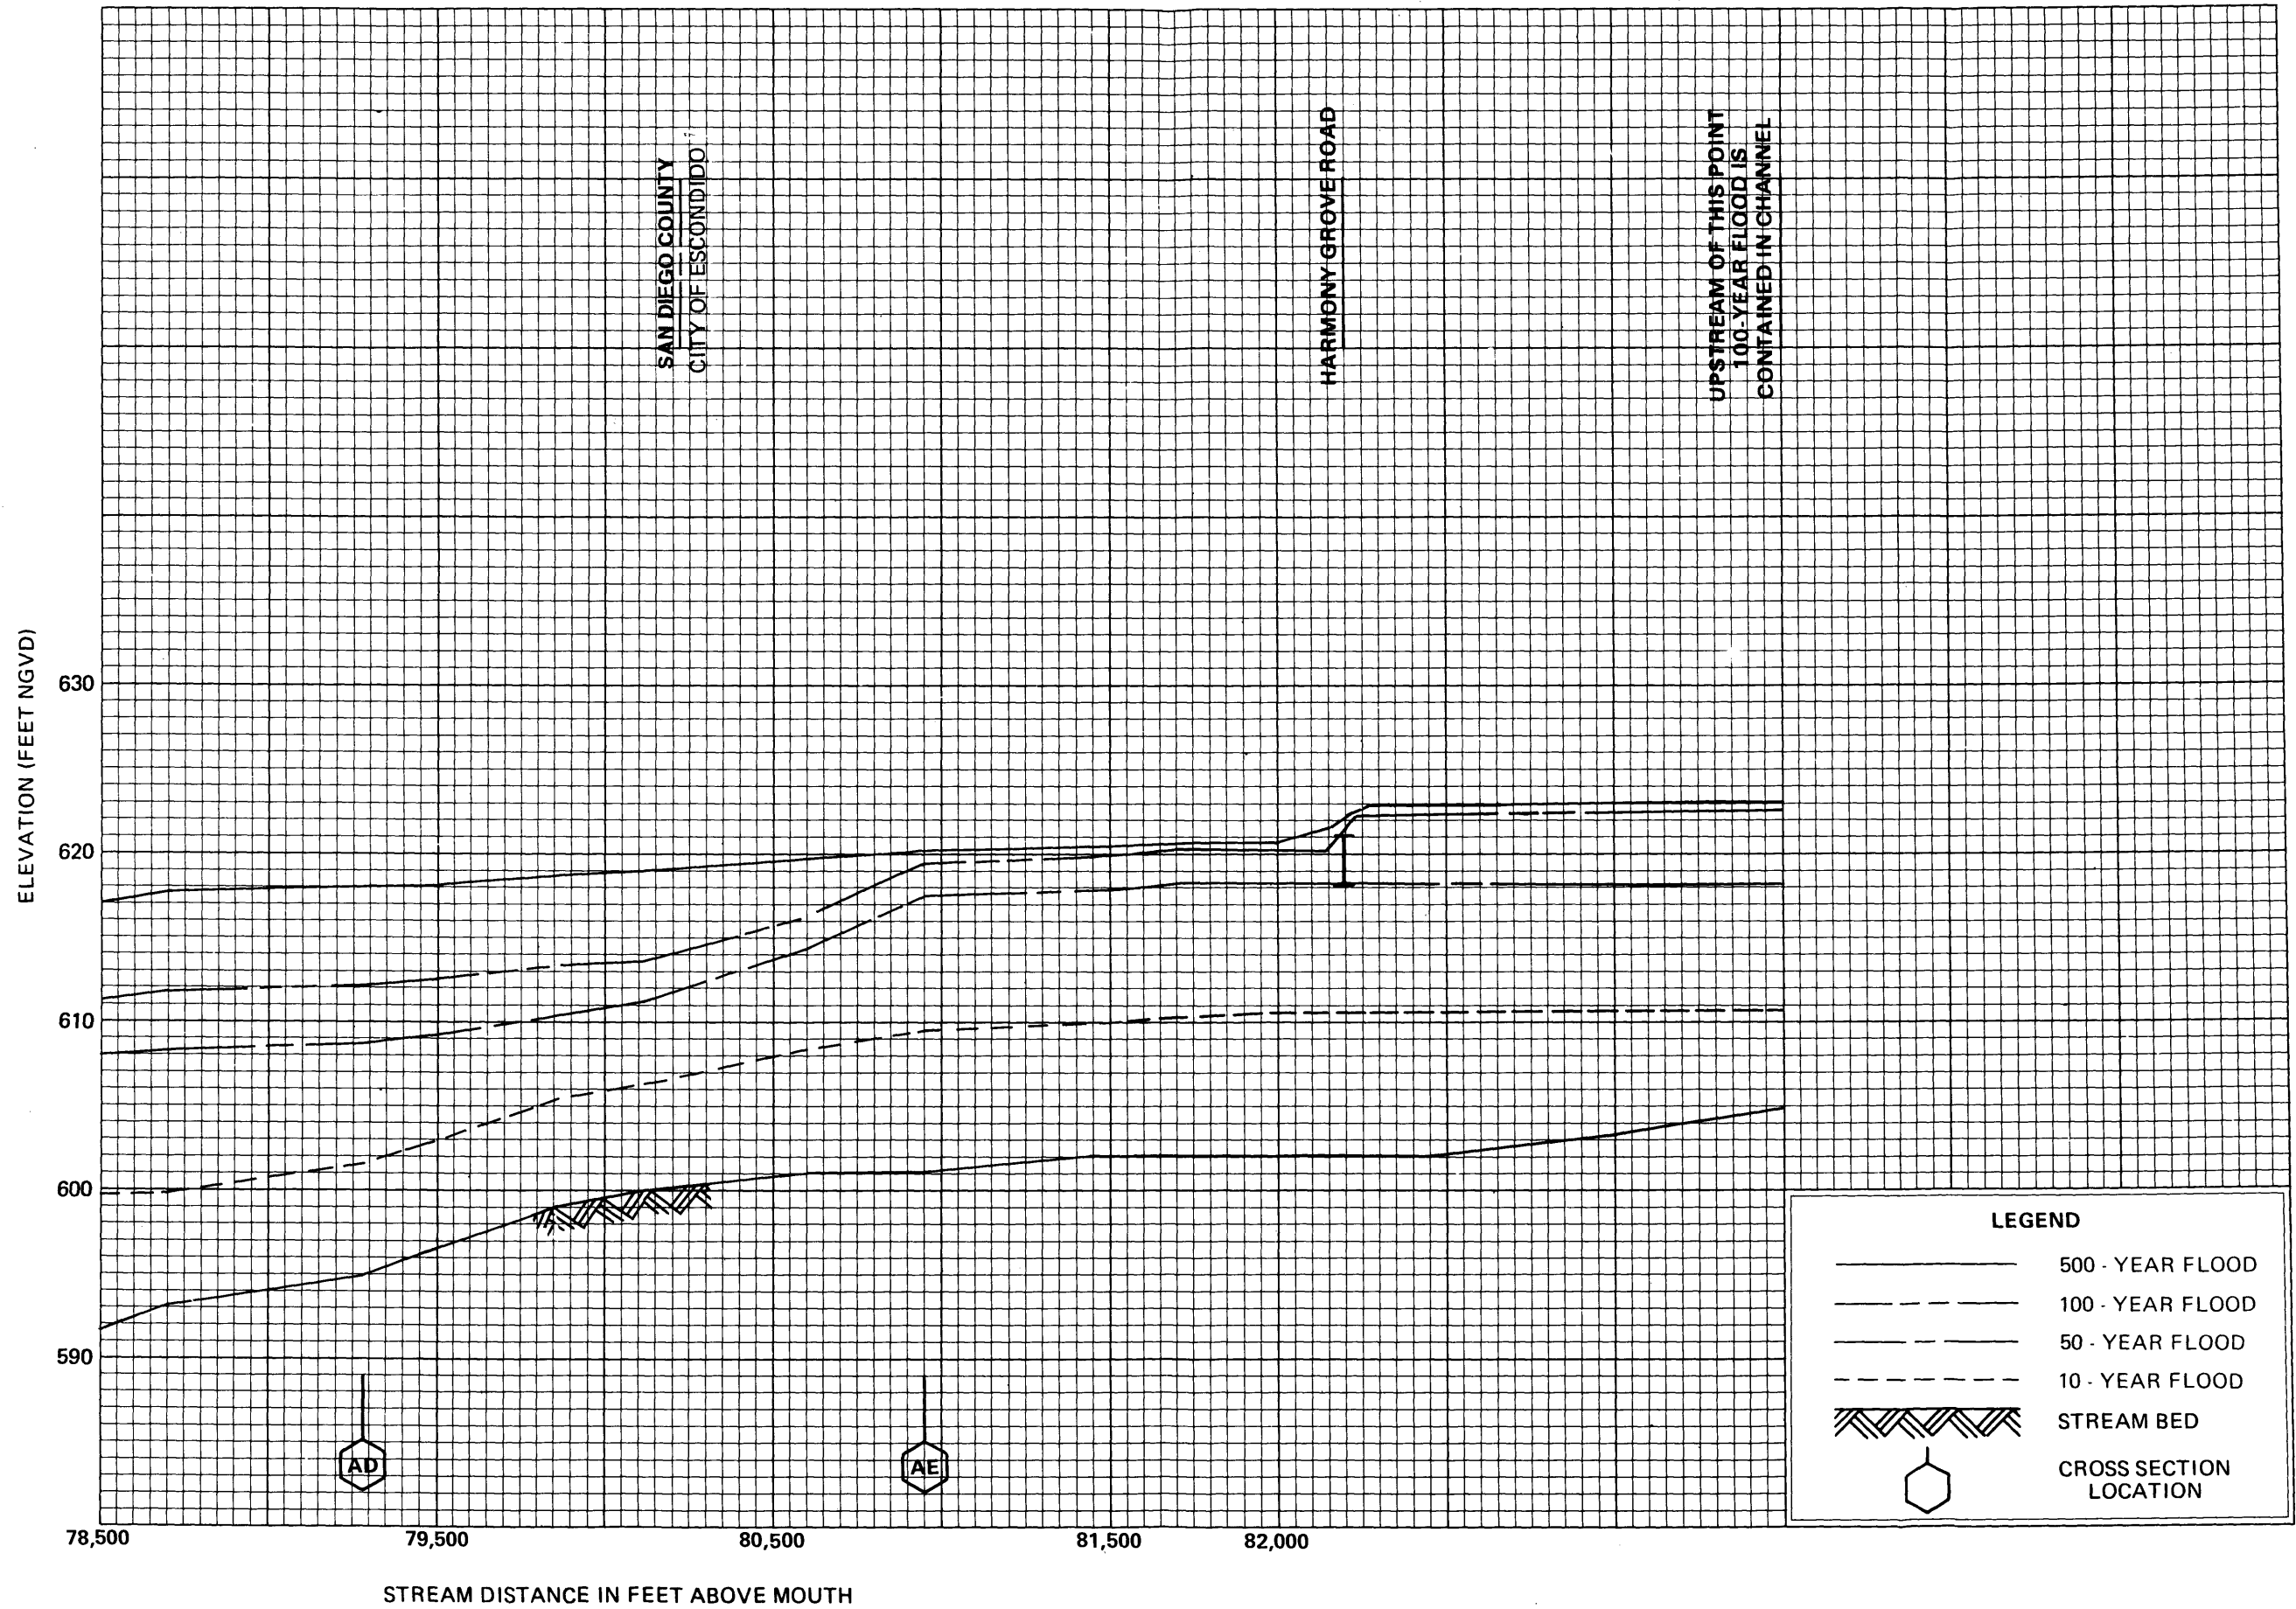 SAN DIEGO COUNTY
CITY OF ESCONDIDO
HARMONY GROVE ROAD
UPSTREAM OF THIS POINT
100-YEAR FLOOD IS
CONTAINED IN CHANNEL
ELEVATION (FEET NGVD)
630
620
610
600
590
AD
AE
78,500
79,500
80,500
81,500
82,000
STREAM DISTANCE IN FEET ABOVE MOUTH
LEGEND
500 - YEAR FLOOD
100 - YEAR FLOOD
50 - YEAR FLOOD
10 - YEAR FLOOD
STREAM BED
CROSS SECTION
LOCATION